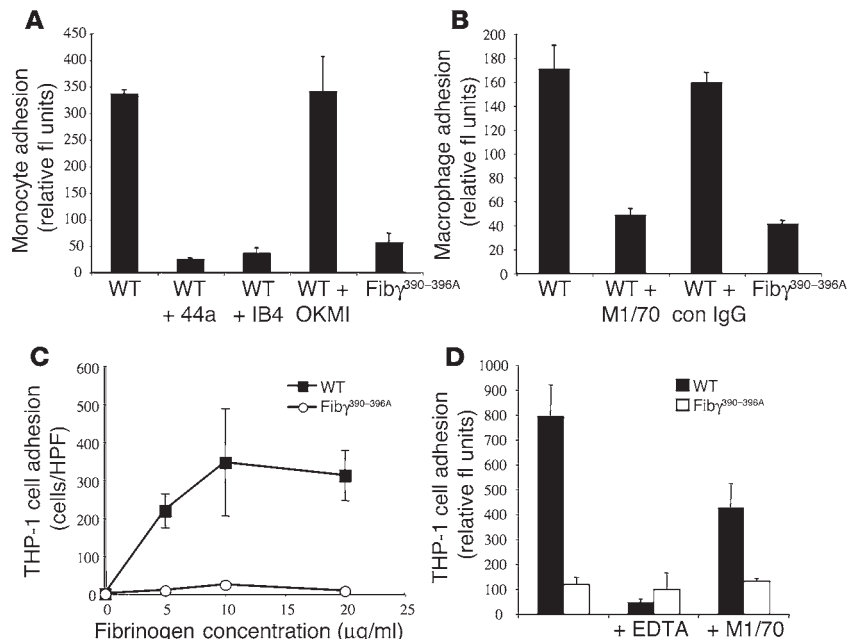 A
Monocyte adhesion
(relative fl units)
450
400
350
300
250
200
150
100
50
0
WT WT WT WT + Fibγ390–396A
+ 44a + IB4 OKMI
B
Macrophage adhesion
(relative fl units)
200
180
160
140
120
100
80
60
40
20
0
WT WT + WT + Fibγ390–396A
M1/70 con IgG
C
THP-1 cell adhesion
(cells/HPF)
600
500
400
300
200
100
0
0 5 10 15 20 25
Fibrinogen concentration (μg/ml)
WT
Fibγ390–396A
D
THP-1 cell adhesion
(relative fl units)
1000
900
800
700
600
500
400
300
200
100
0
WT
Fibγ390–396A
+ EDTA + M1/70